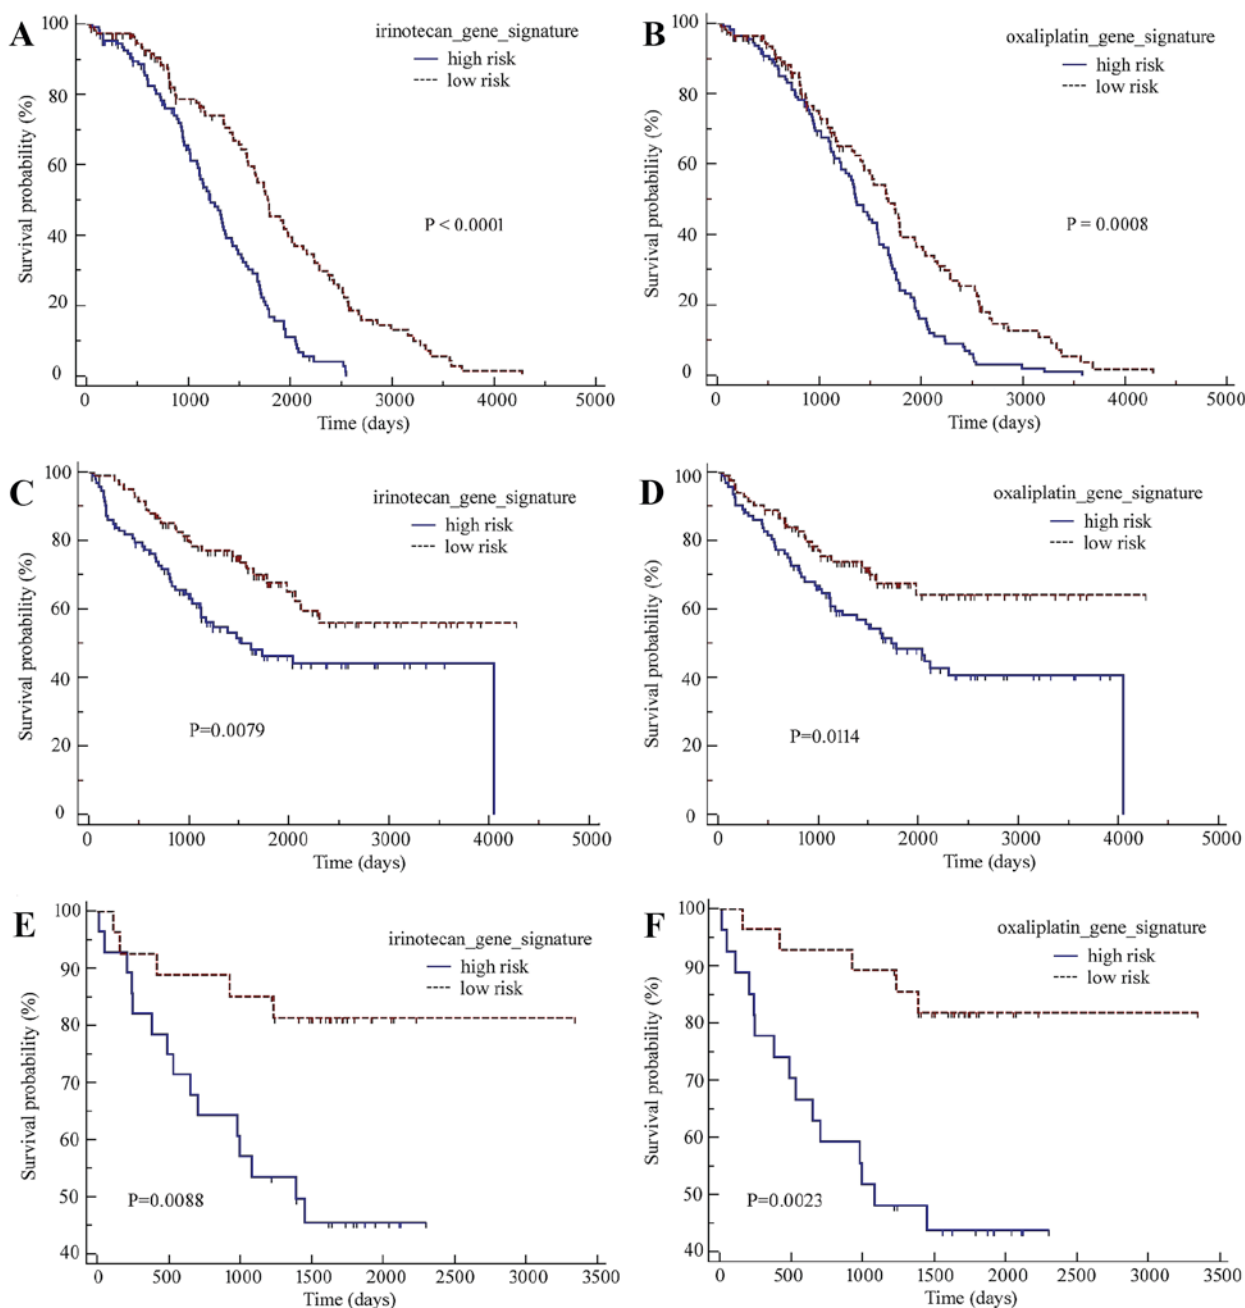 A
irinotecan_gene_signature
high risk
low risk
P < 0.0001
Survival probability (%)
100
80
60
40
20
0
0 1000 2000 3000 4000 5000
Time (days)
B
oxaliplatin_gene_signature
high risk
low risk
P = 0.0008
Survival probability (%)
100
80
60
40
20
0
0 1000 2000 3000 4000 5000
Time (days)
C
irinotecan_gene_signature
high risk
low risk
P=0.0079
Survival probability (%)
100
80
60
40
20
0
0 1000 2000 3000 4000 5000
Time (days)
D
oxaliplatin_gene_signature
high risk
low risk
P=0.0114
Survival probability (%)
100
80
60
40
20
0
0 1000 2000 3000 4000 5000
Time (days)
E
irinotecan_gene_signature
high risk
low risk
P=0.0088
Survival probability (%)
100
90
80
70
60
50
40
0 500 1000 1500 2000 2500 3000 3500
Time (days)
F
oxaliplatin_gene_signature
high risk
low risk
P=0.0023
Survival probability (%)
100
90
80
70
60
50
40
0 500 1000 1500 2000 2500 3000 3500
Time (days)